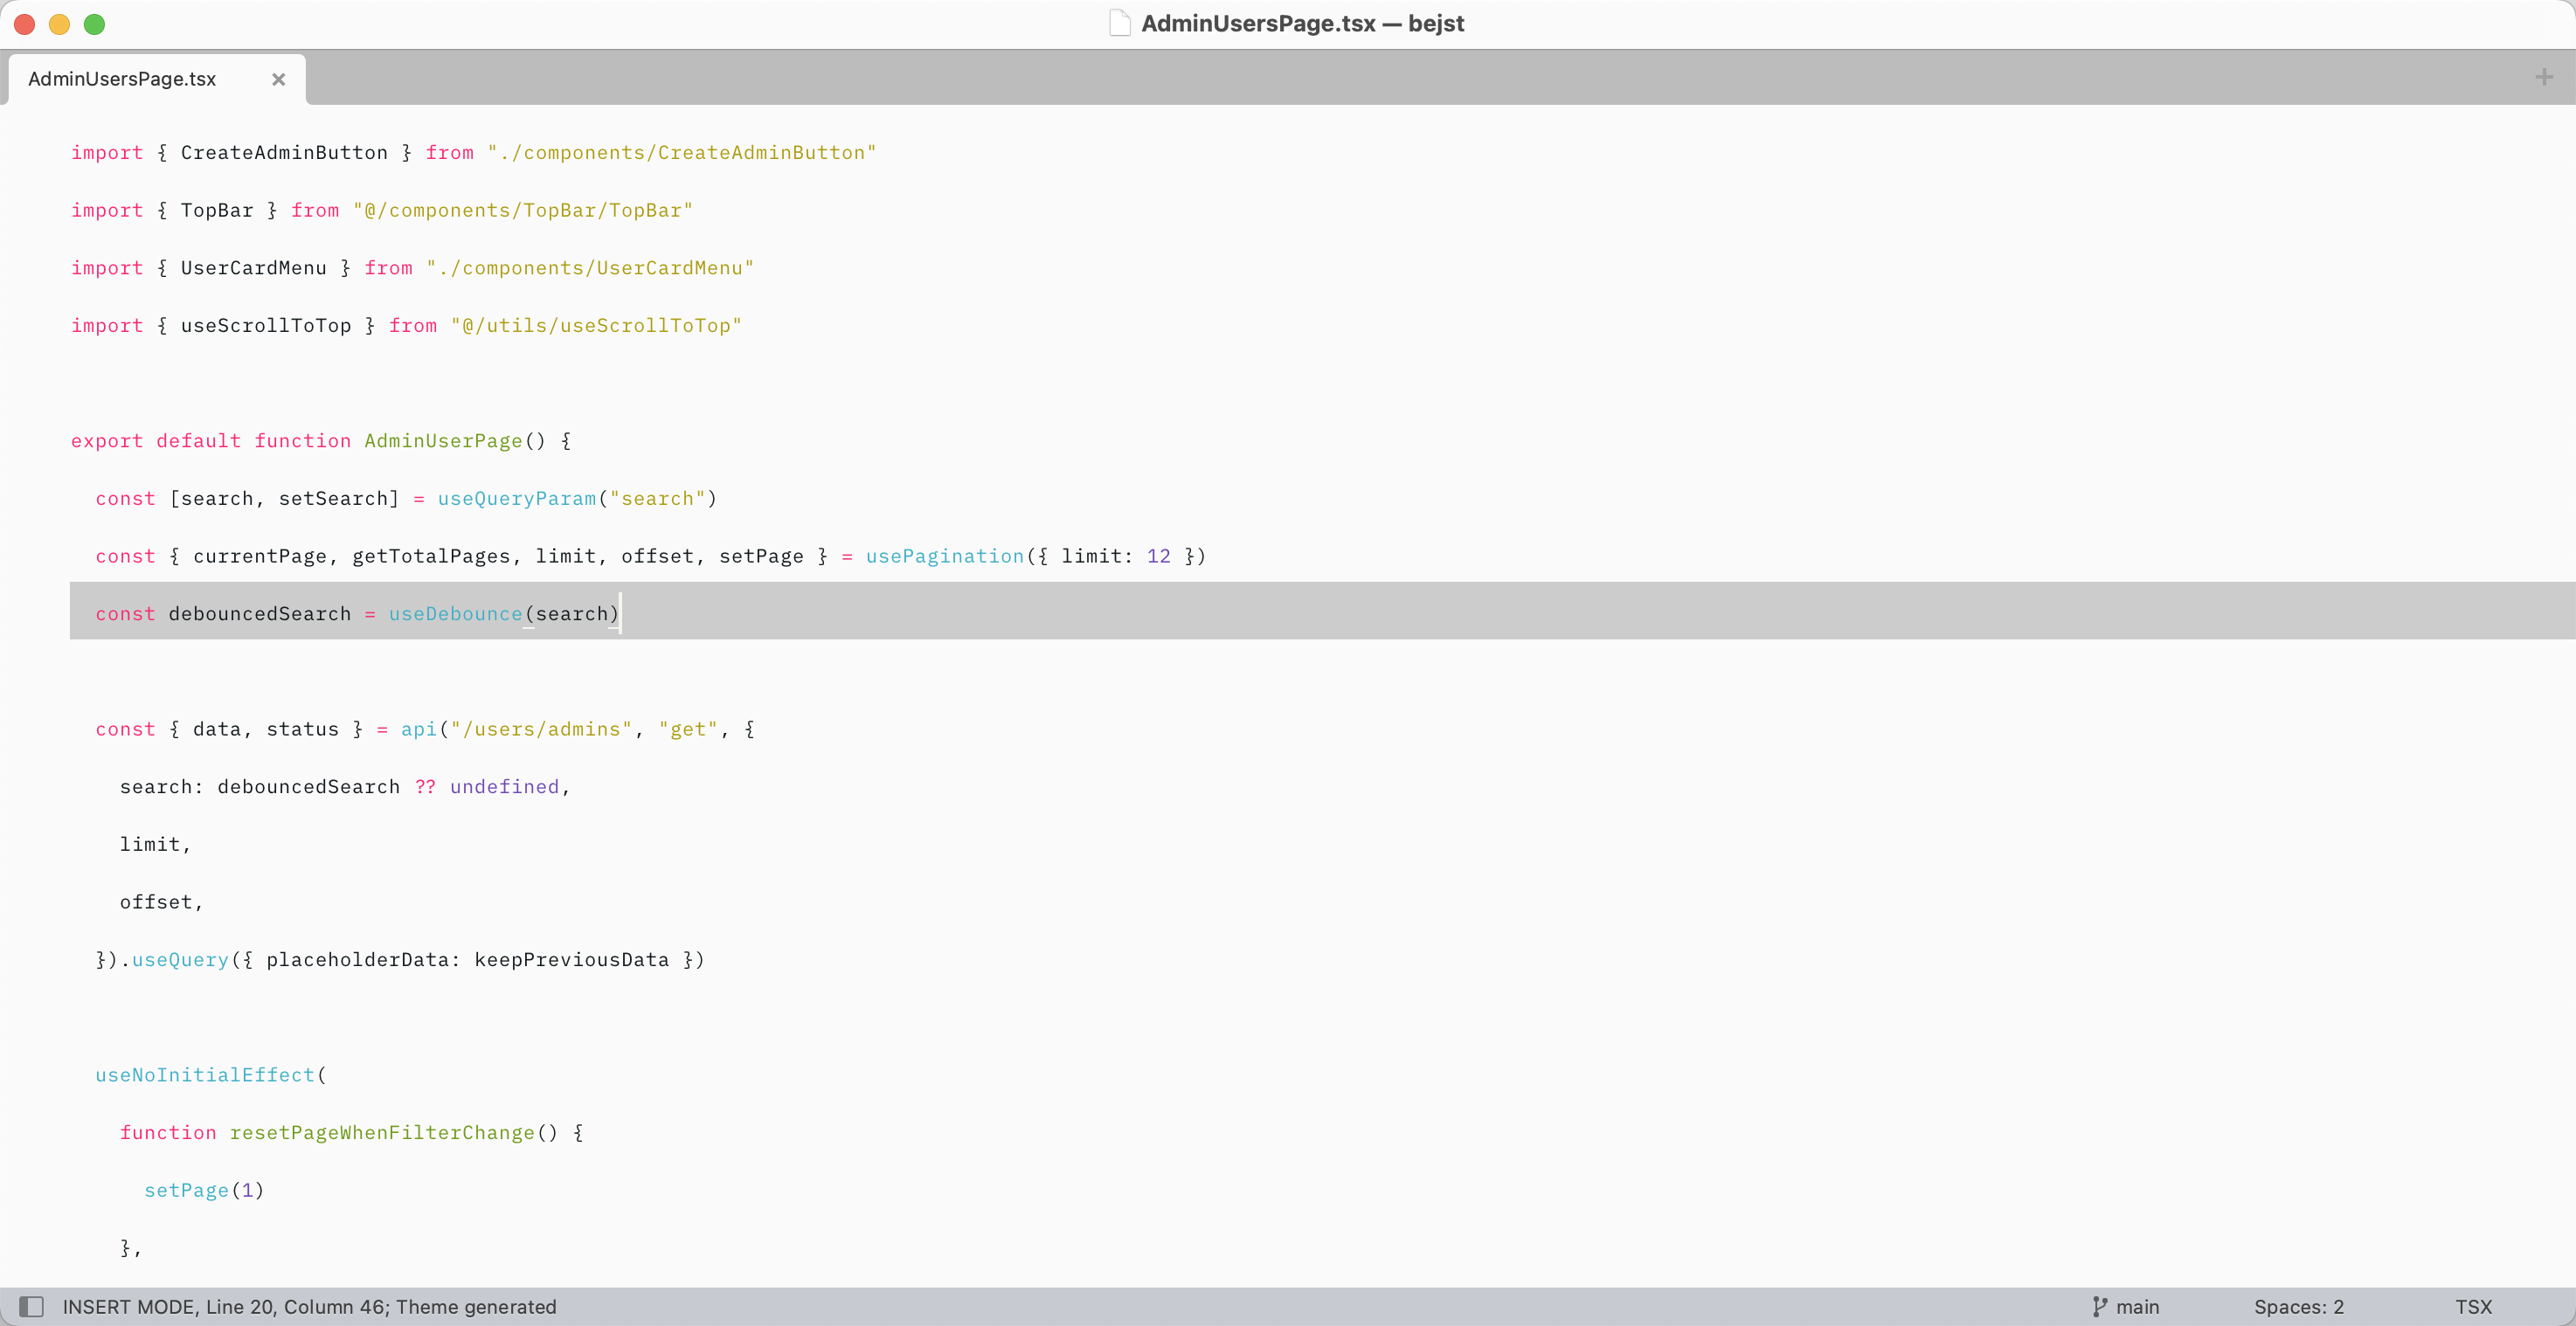 AdminUsersPage.tsx — bejst
AdminUsersPage.tsx
import { CreateAdminButton } from "./components/CreateAdminButton"
import { TopBar } from "@/components/TopBar/TopBar"
import { UserCardMenu } from "./components/UserCardMenu"
import { useScrollToTop } from "@/utils/useScrollToTop"
export default function AdminUserPage() {
  const [search, setSearch] = useQueryParam("search")
  const { currentPage, getTotalPages, limit, offset, setPage } = usePagination({ limit: 12 })
  const debouncedSearch = useDebounce(search)
  const { data, status } = api("/users/admins", "get", {
    search: debouncedSearch ?? undefined,
    limit,
    offset,
  }).useQuery({ placeholderData: keepPreviousData })
  useNoInitialEffect(
    function resetPageWhenFilterChange() {
      setPage(1)
    },
INSERT MODE, Line 20, Column 46; Theme generated
main
Spaces: 2
TSX